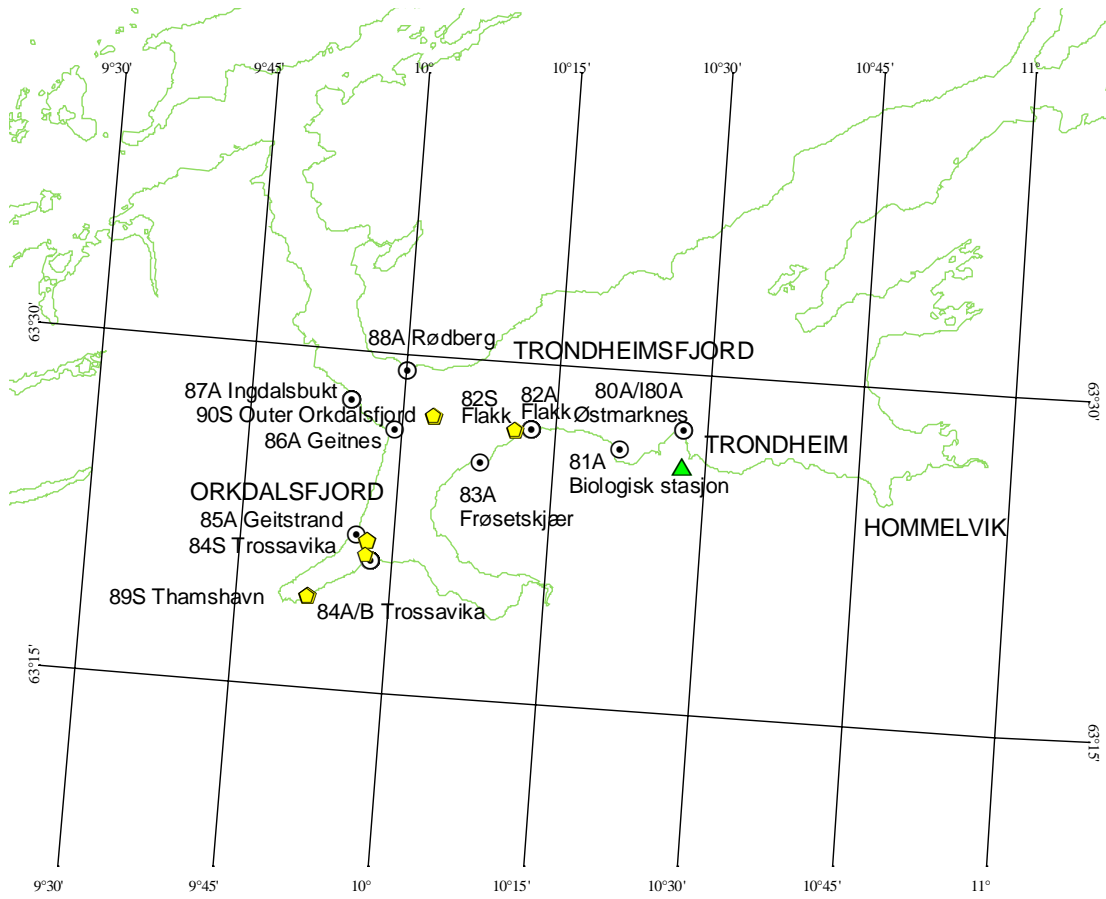 9°30'
9°45'
10°
10°15'
10°30'
10°45'
11°
63°30'
88A Rødberg
TRONDHEIMSFJORD
87A Ingdalsbukt
90S Outer Orkdalsfjord
86A Geitnes
82S
Flakk
82A
Flakk
80A/I80A
Østmarknes
63°30'
TRONDHEIM
81A
Biologisk stasjon
83A
Frøsetskjær
ORKDALSFJORD
85A Geitstrand
84S Trossavika
HOMMELVIK
89S Thamshavn
84A/B Trossavika
63°15'
63°15'
9°30'
9°45'
10°
10°15'
10°30'
10°45'
11°